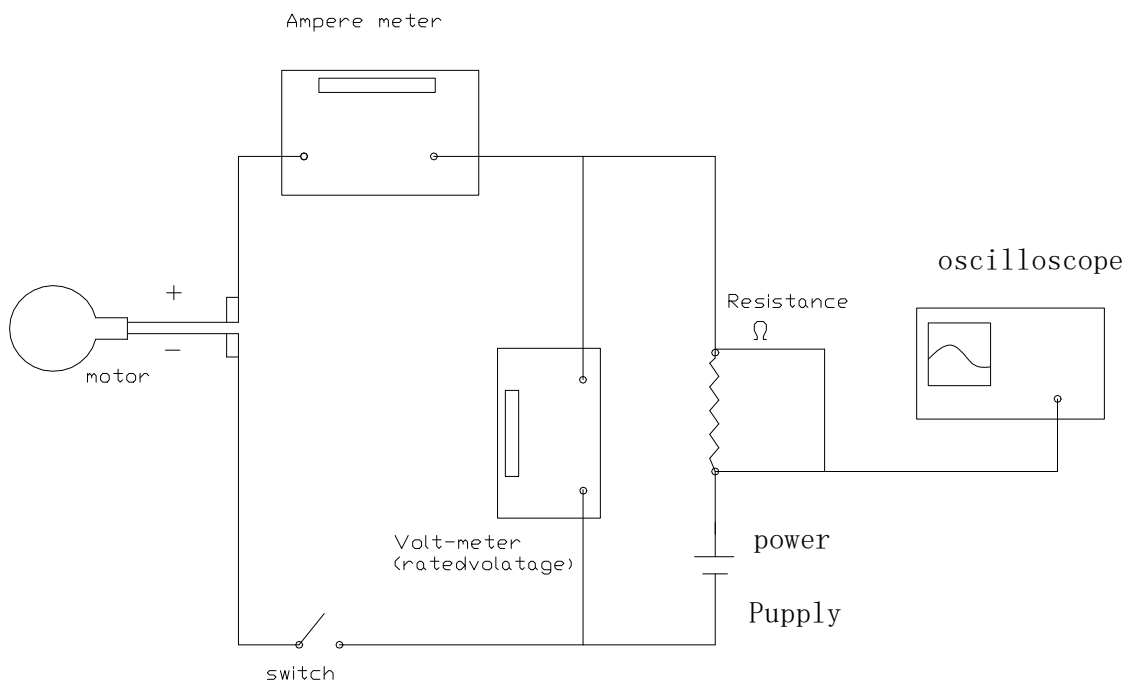 Ampere meter
oscilloscope
+
Resistance
Ω
−
motor
Volt-meter
(ratedvolatage)
power
Pupply
switch